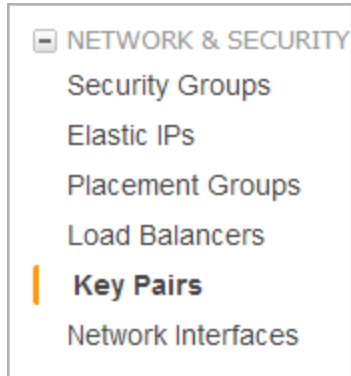 NETWORK & SECURITY
Security Groups
Elastic IPs
Placement Groups
Load Balancers
Key Pairs
Network Interfaces